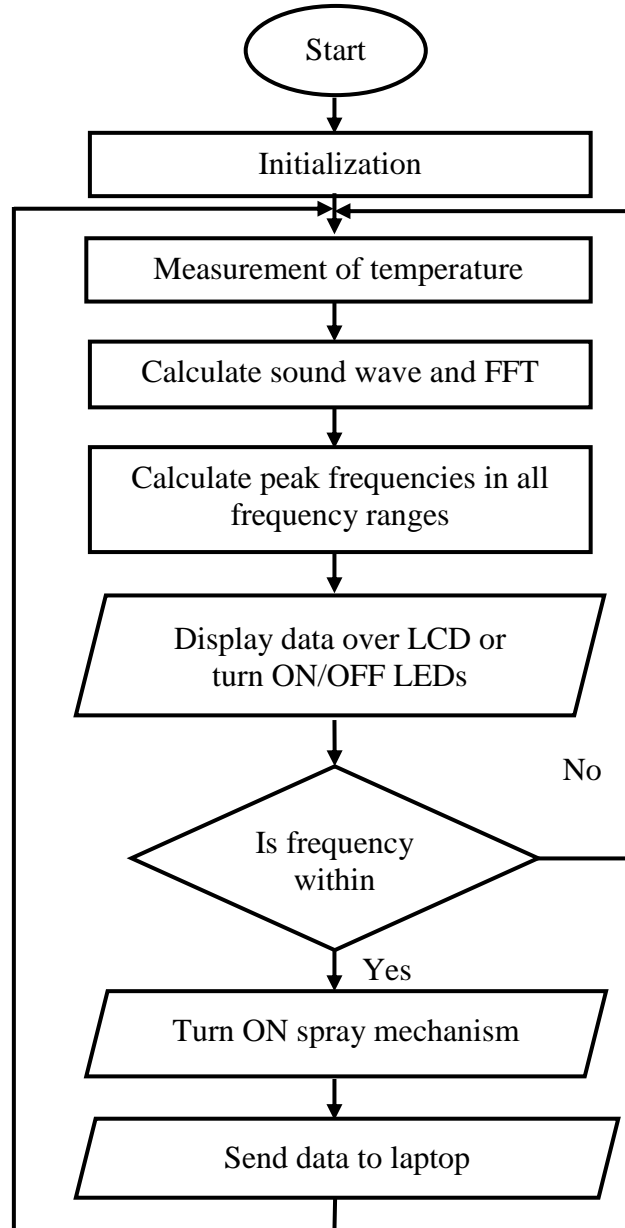 Start
Initialization
Measurement of temperature
Calculate sound wave and FFT
Calculate peak frequencies in all
frequency ranges
Display data over LCD or
turn ON/OFF LEDs
No
Is frequency
within
Yes
Turn ON spray mechanism
Send data to laptop